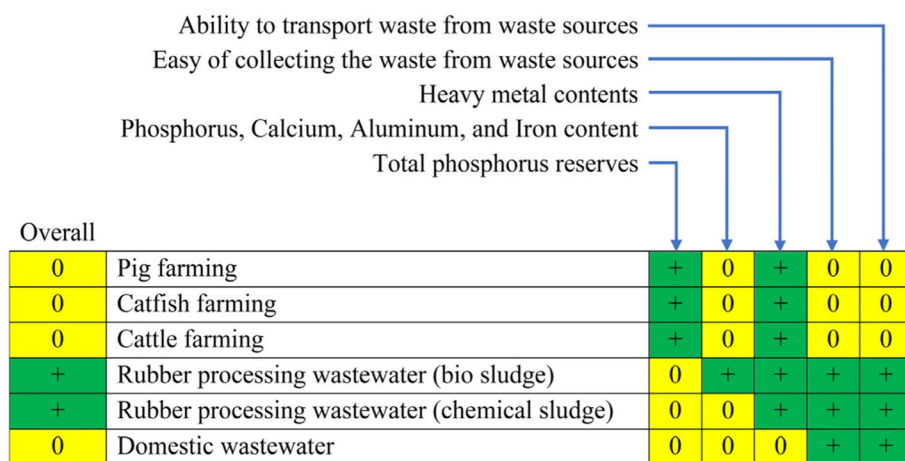 Ability to transport waste from waste sources
Easy of collecting the waste from waste sources
Heavy metal contents
Phosphorus, Calcium, Aluminum, and Iron content
Total phosphorus reserves
Overall
0 Pig farming + 0 + 0 0
0 Catfish farming + 0 + 0 0
0 Cattle farming + 0 + 0 0
+ Rubber processing wastewater (bio sludge) 0 + + + +
+ Rubber processing wastewater (chemical sludge) 0 0 + + +
0 Domestic wastewater 0 0 0 + +